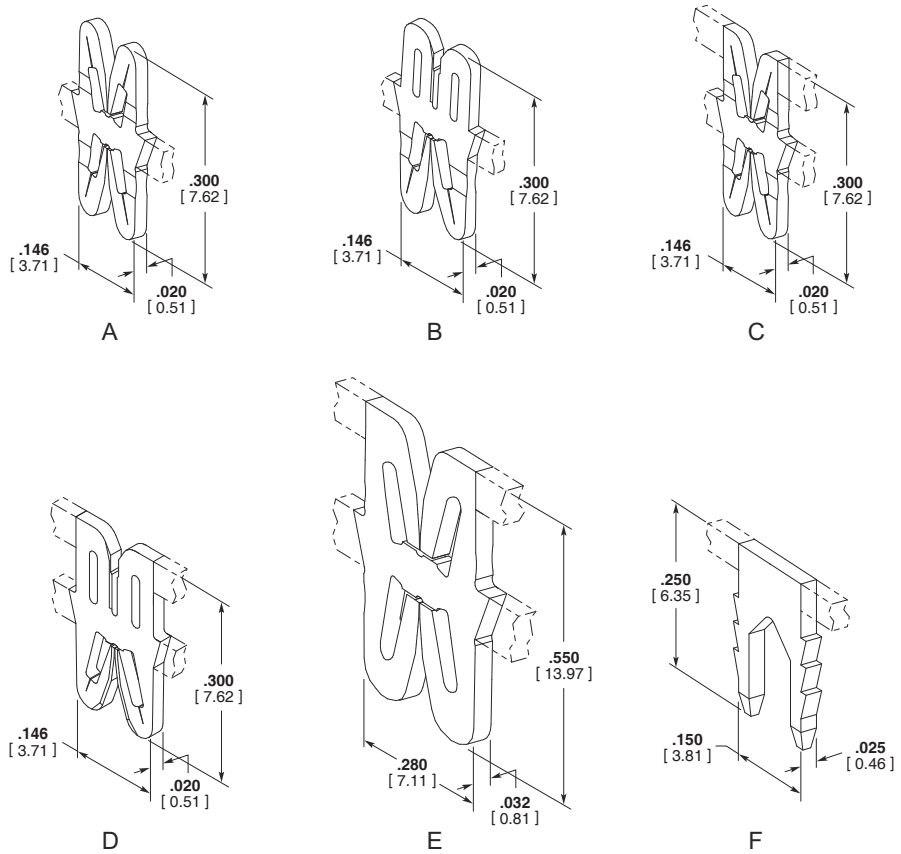 .300
[ 7.62 ]
.146
[ 3.71 ]
.020
[ 0.51 ]
A
.300
[ 7.62 ]
.146
[ 3.71 ]
.020
[ 0.51 ]
B
.300
[ 7.62 ]
.146
[ 3.71 ]
.020
[ 0.51 ]
C
.300
[ 7.62 ]
.146
[ 3.71 ]
.020
[ 0.51 ]
D
.550
[ 13.97 ]
.280
[ 7.11 ]
.032
[ 0.81 ]
E
.250
[ 6.35 ]
.150
[ 3.81 ]
.025
[ 0.46 ]
F